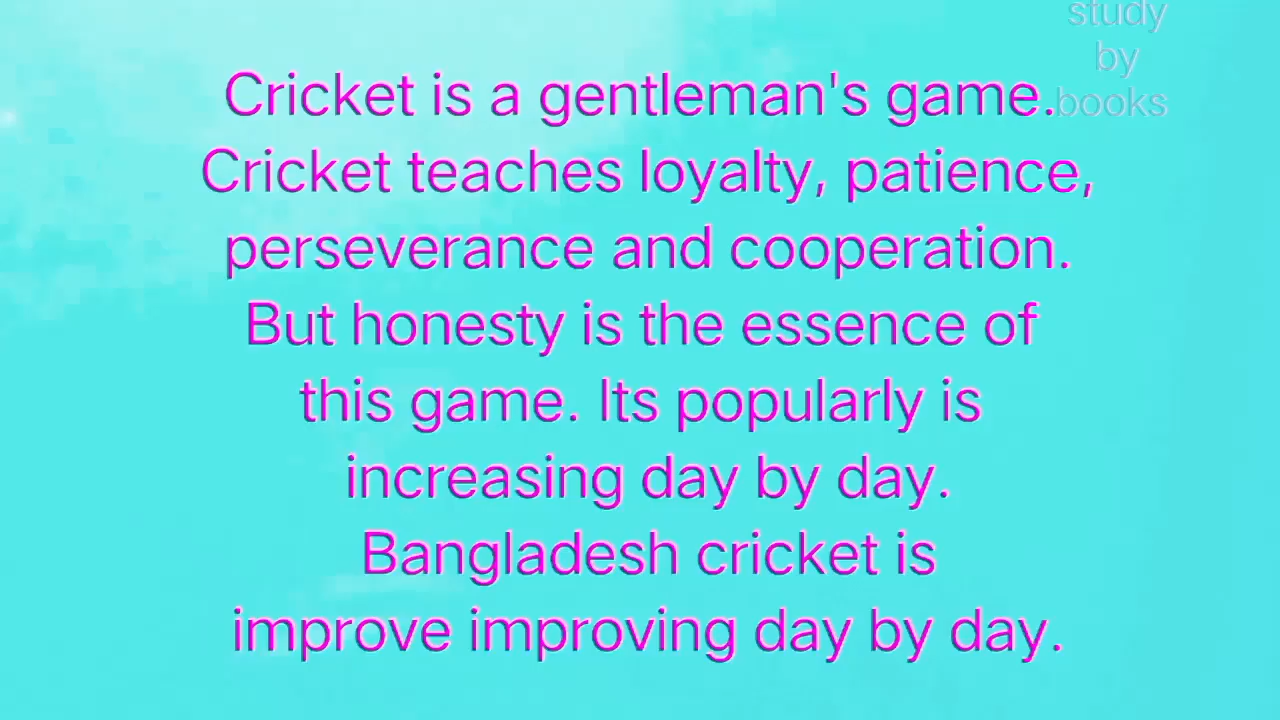 study
by
books
Cricket is a gentleman's game.
Cricket teaches loyalty, patience,
perseverance and cooperation.
But honesty is the essence of
this game. Its popularly is
increasing day by day.
Bangladesh cricket is
improve improving day by day.